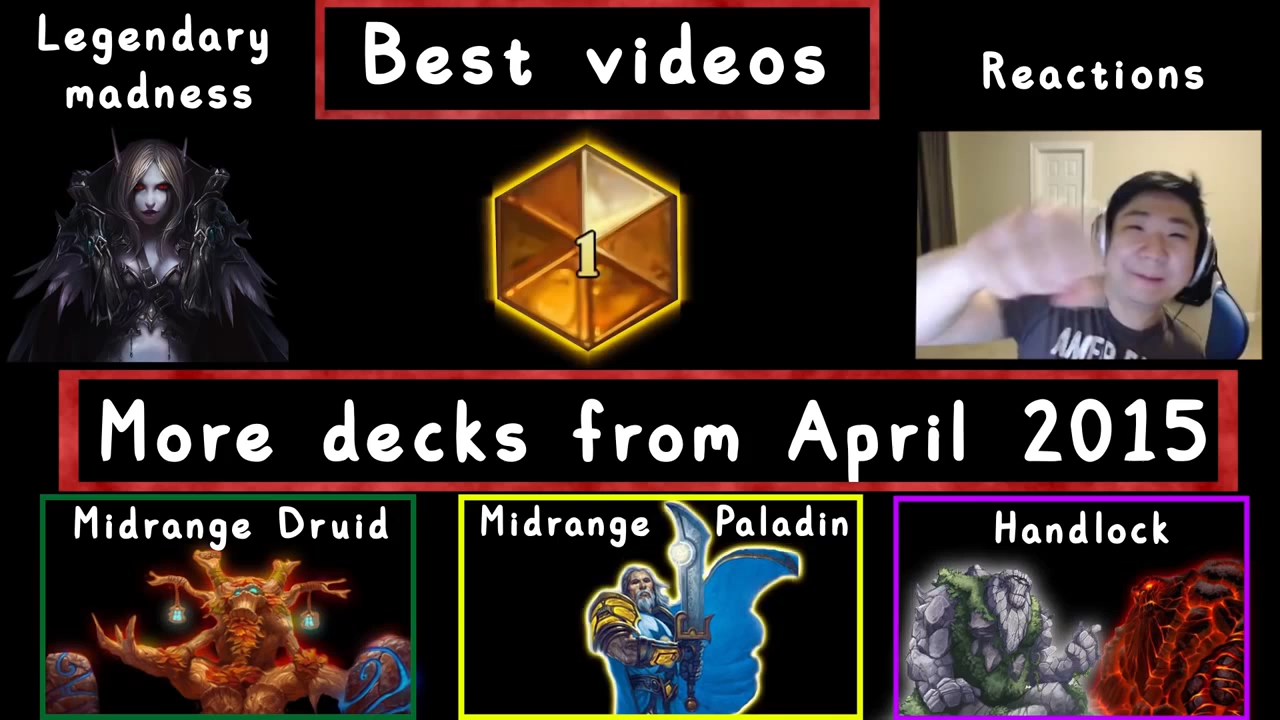 Legendary
madness
Best videos
Reactions
1
More decks from April 2015
Midrange Druid
Midrange Paladin
Handlock